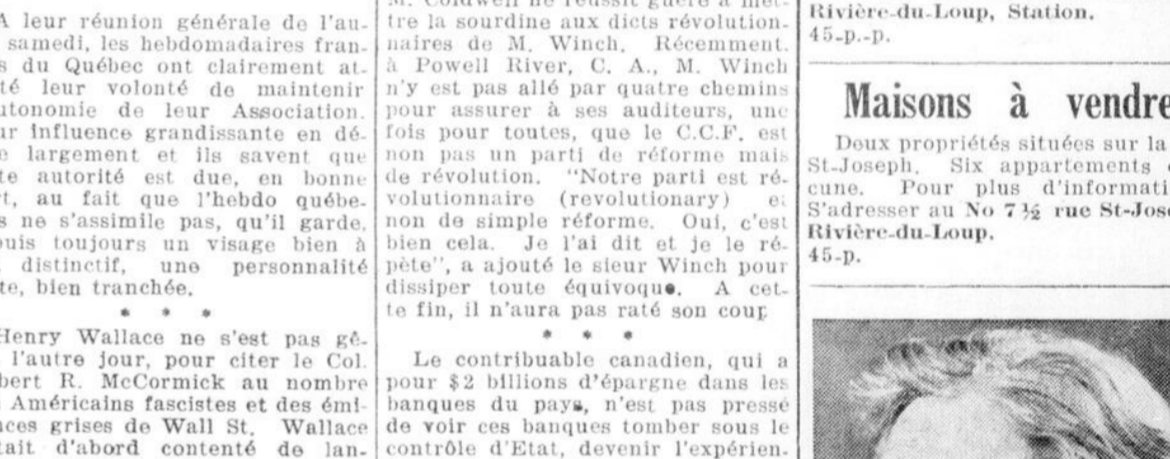 A leur réunion générale de l'au-
samedi, les hebdomadaires fran-
du Québec ont clairement at-
té leur volonté de maintenir
utonomie de leur Association.
ur influence grandissante en dé-
largement et ils savent que
te autorité est due, en bonne
t, au fait que l'hebdo québe-
s ne s'assimile pas, qu'il garde.
puis toujours un visage bien à
distinctif, une personnalité
te, bien tranchée.
* * *
Henry Wallace ne s'est pas gê-
l'autre jour, pour citer le Col.
bert R. McCormick au nombre
Américains fascistes et des émi-
nces grises de Wall St. Wallace
tait d'abord contenté de lan-
M. Coldwell ne réussit guère à met-
tre la sourdine aux dicts révolution-
naires de M. Winch. Récemment.
à Powell River, C. A., M. Winch
n'y est pas allé par quatre chemins
pour assurer à ses auditeurs, une
fois pour toutes, que le C.C.F. est
non pas un parti de réforme mais
de révolution. "Notre parti est ré-
volutionnaire (revolutionary) et
non de simple réforme. Oui, c'est
bien cela. Je l'ai dit et je le ré-
pète", a ajouté le sieur Winch pour
dissiper toute équivoque. A cet-
te fin, il n'aura pas raté son coup
* * *
Le contribuable canadien, qui a
pour $2 billions d'épargne dans les
banques du pays, n'est pas pressé
de voir ces banques tomber sous le
contrôle d'Etat, devenir l'expérien-
Rivière-du-Loup, Station.
45-p.-p.
Maisons à vendre
Deux propriétés situées sur la
St-Joseph. Six appartements
cune. Pour plus d'informati
S'adresser au No 7½ rue St-Jos
Rivière-du-Loup.
45-p.